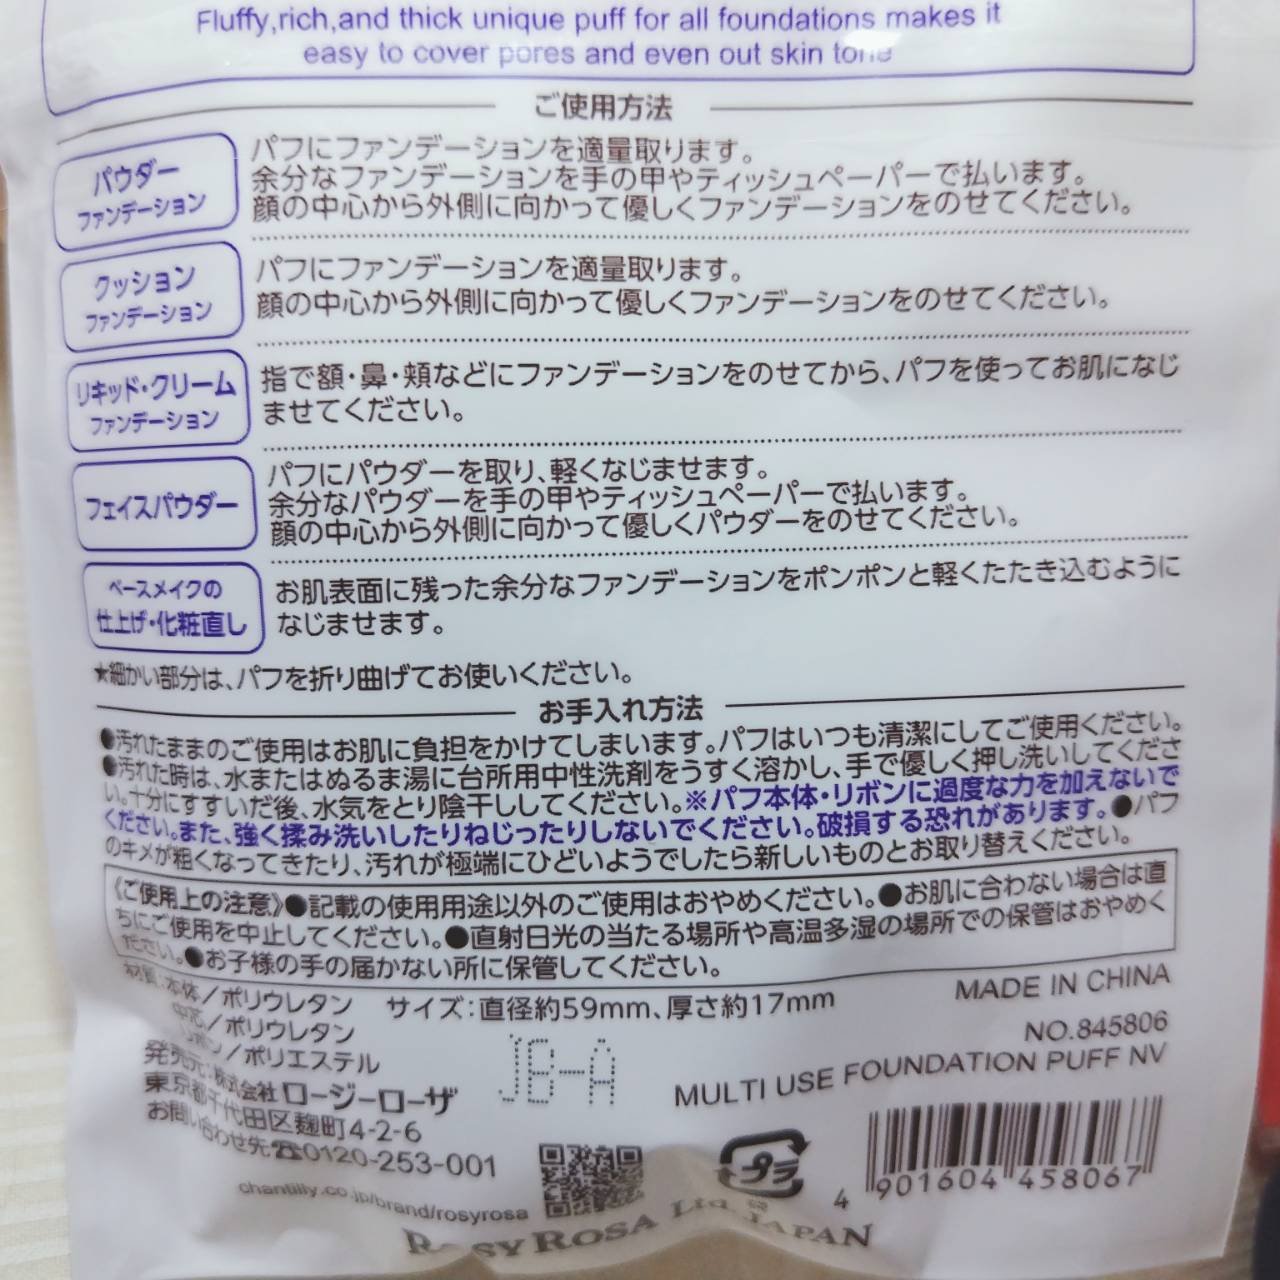 Fluffy,rich,and thick unique puff for all foundations makes it
easy to cover pores and even out skin tone
ご使用方法
パウダー
ファンデーション
パフにファンデーションを適量取ります。
余分なファンデーションを手の甲やティッシュペーパーで払います。
顔の中心から外側に向かって優しくファンデーションをのせてください。
クッション
ファンデーション
パフにファンデーションを適量取ります。
顔の中心から外側に向かって優しくファンデーションをのせてください。
リキッド・クリーム
ファンデーション
指で額・鼻・頬などにファンデーションをのせてから、パフを使ってお肌になじ
ませてください。
フェイスパウダー
パフにパウダーを取り、軽くなじませます。
余分なパウダーを手の甲やティッシュペーパーで払います。
顔の中心から外側に向かって優しくパウダーをのせてください。
ベースメイクの
仕上げ・化粧直し
お肌表面に残った余分なファンデーションをポンポンと軽くたたき込むように
なじませます。
★細かい部分は、パフを折り曲げてお使いください。
お手入れ方法
●汚れたままのご使用はお肌に負担をかけてしまいます。パフはいつも清潔にしてご使用ください。
●汚れた時は、水またはぬるま湯に台所用中性洗剤をうすく溶かし、手で優しく押し洗いしてくださ
い。十分にすすいだ後、水気をとり陰干ししてください。※パフ本体・リボンに過度な力を加えないで
ください。また、強く揉み洗いしたりねじったりしないでください。破損する恐れがあります。●パフ
のキメが粗くなってきたり、汚れが極端にひどいようでしたら新しいものとお取り替えください。
《ご使用上の注意》●記載の使用用途以外のご使用はおやめください。●お肌に合わない場合は直
ちにご使用を中止してください。●直射日光の当たる場所や高温多湿の場所での保管はおやめく
ださい。●お子様の手の届かない所に保管してください。
材質:本体/ポリウレタン サイズ:直径約59mm、厚さ約17mm
中芯/ポリウレタン
リボン/ポリエステル
MADE IN CHINA
NO.845806
MULTI USE FOUNDATION PUFF NV
JB-A
発売元:株式会社 ロージーローザ
東京都千代田区麹町4-2-6
お問い合わせ先☎0120-253-001
chantilly.co.jp/brand/rosyrosa
プラ
4 901604 458067
ROSY ROSA Ltd. JAPAN